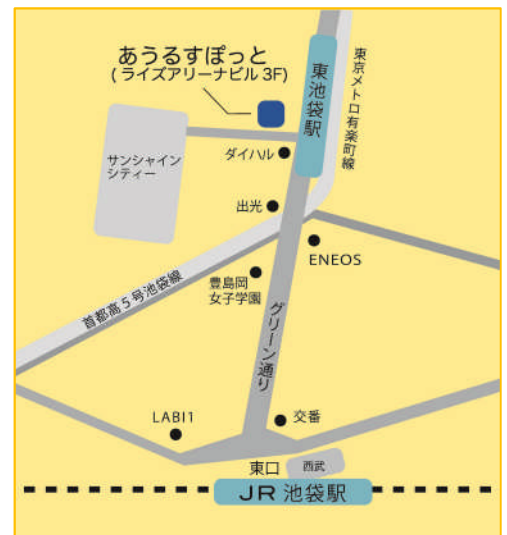 あうるすぽっと
(ライズアリーナビル 3F)
東池袋駅
東京メトロ有楽町線
サンシャイン
シティー
ダイハル
出光
ENEOS
豊島岡
女子学園
首都高5号池袋線
グリーン通り
LABI1
交番
東口
西武
JR 池袋駅